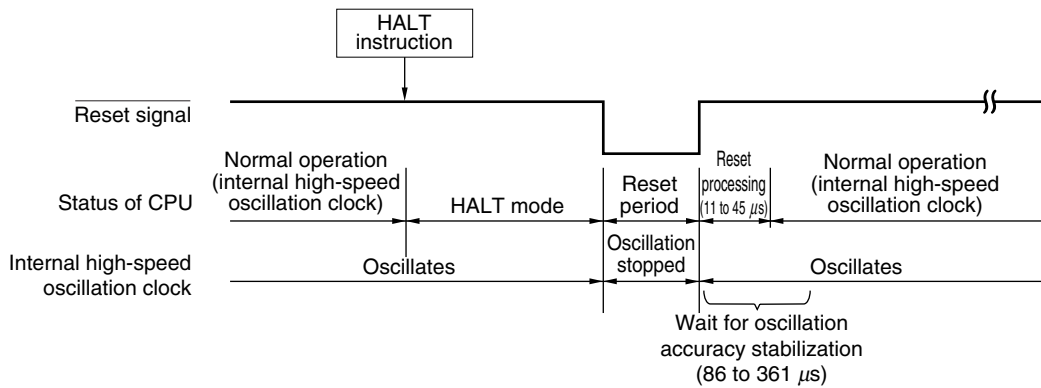 HALT
instruction
Reset signal
Status of CPU
Normal operation
(internal high-speed
oscillation clock)
HALT mode
Reset
period
Reset
processing
(11 to 45 μs)
Normal operation
(internal high-speed
oscillation clock)
Internal high-speed
oscillation clock
Oscillates
Oscillation
stopped
Oscillates
Wait for oscillation
accuracy stabilization
(86 to 361 μs)